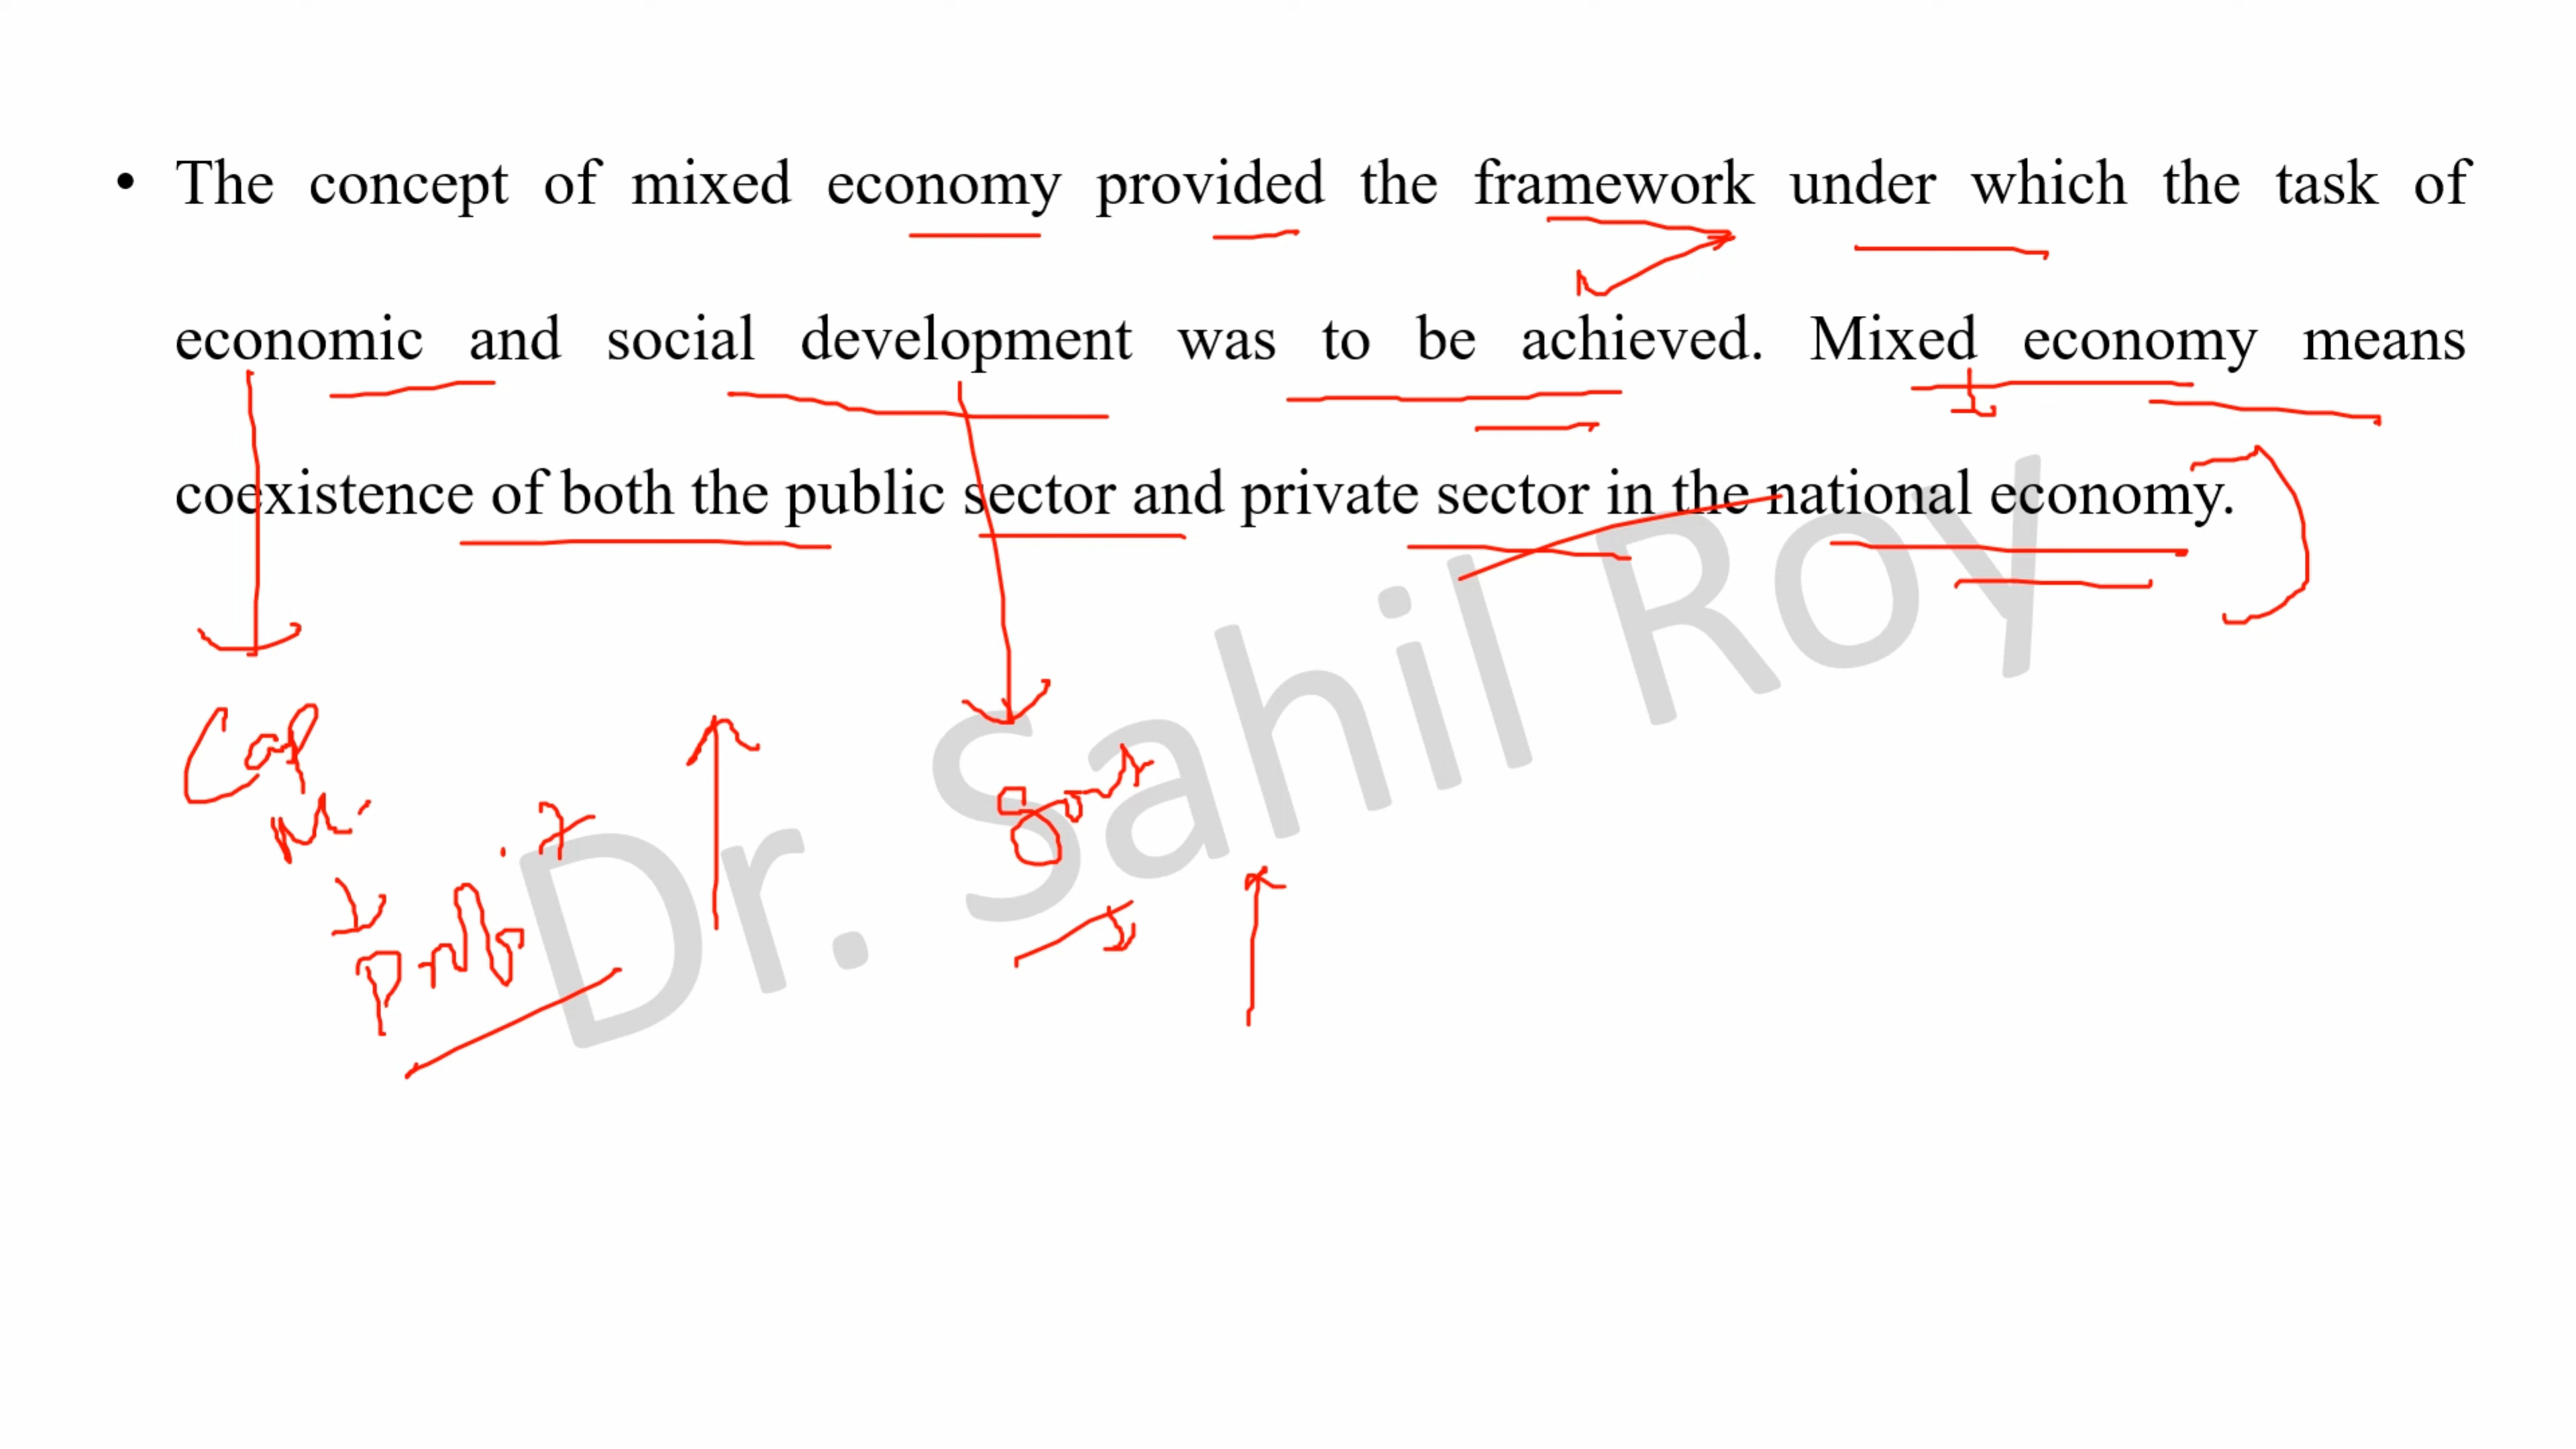 • The concept of mixed economy provided the framework under which the task of
economic and social development was to be achieved. Mixed economy means
coexistence of both the public sector and private sector in the national economy.
Dr. Sahil Roy
Cap
Profit